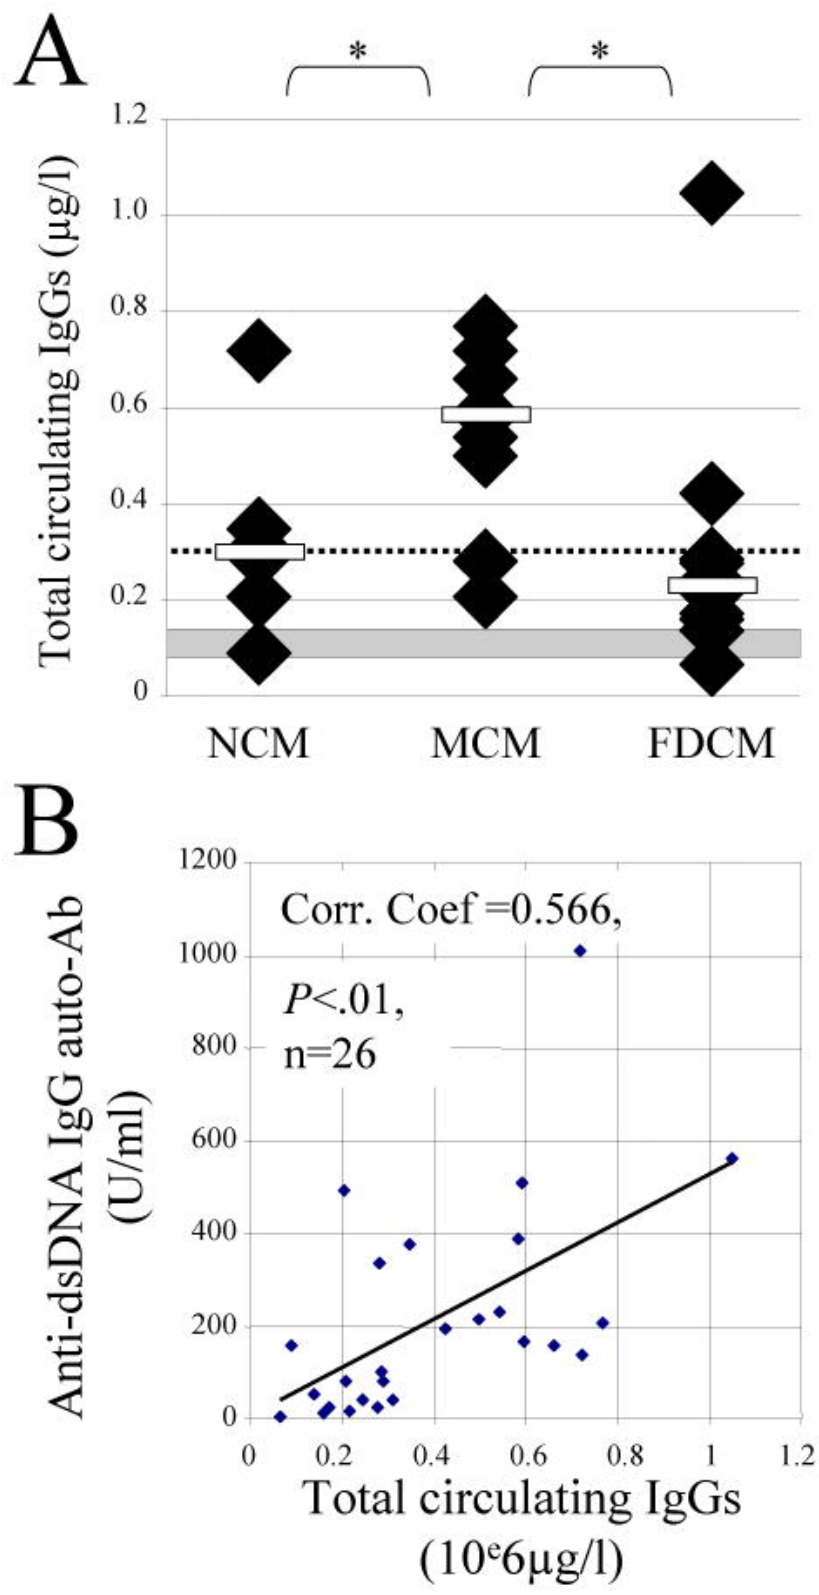 A
* *
Total circulating IgGs (µg/l)
1.2
1.0
0.8
0.6
0.4
0.2
0
NCM MCM FDCM
B
Anti-dsDNA IgG auto-Ab
(U/ml)
1200
1000
800
600
400
200
0
Corr. Coef =0.566,
P<.01,
n=26
0 0.2 0.4 0.6 0.8 1 1.2
Total circulating IgGs
(10ᵉ6µg/l)